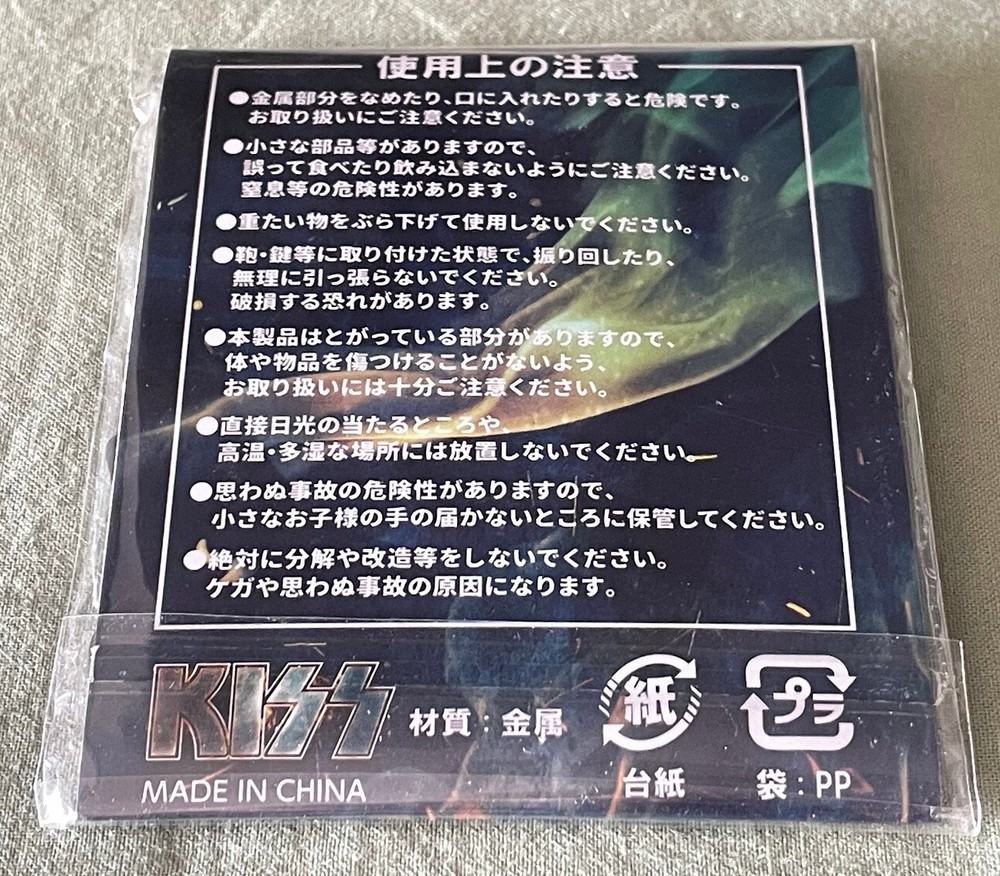 使用上の注意
●金属部分をなめたり、口に入れたりすると危険です。
お取り扱いにご注意ください。
●小さな部品等がありますので、
誤って食べたり飲み込まないようにご注意ください。
窒息等の危険性があります。
●重たい物をぶら下げて使用しないでください。
●鞄・鍵等に取り付けた状態で、振り回したり、
無理に引っ張らないでください。
破損する恐れがあります。
●本製品はとがっている部分がありますので、
体や物品を傷つけることがないよう、
お取り扱いには十分ご注意ください。
●直接日光の当たるところや、
高温・多湿な場所には放置しないでください。
●思わぬ事故の危険性がありますので、
小さなお子様の手の届かないところに保管してください。
●絶対に分解や改造等をしないでください。
ケガや思わぬ事故の原因になります。
KISS
材質：金属
MADE IN CHINA
紙
台紙
プラ
袋：PP